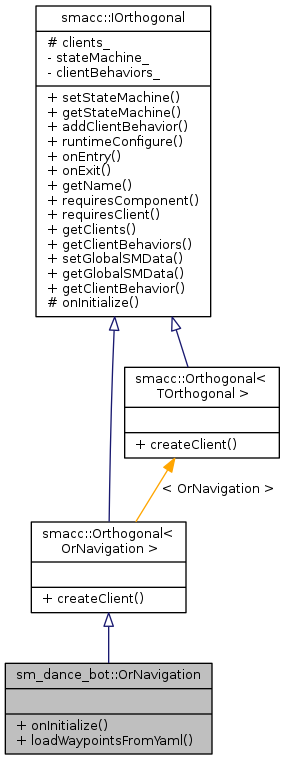 smacc::IOrthogonal
# clients_
- stateMachine_
- clientBehaviors_
+ setStateMachine()
+ getStateMachine()
+ addClientBehavior()
+ runtimeConfigure()
+ onEntry()
+ onExit()
+ getName()
+ requiresComponent()
+ requiresClient()
+ getClients()
+ getClientBehaviors()
+ setGlobalSMData()
+ getGlobalSMData()
+ getClientBehavior()
# onInitialize()
smacc::Orthogonal<
TOrthogonal >
+ createClient()
< OrNavigation >
smacc::Orthogonal<
OrNavigation >
+ createClient()
sm_dance_bot::OrNavigation
+ onInitialize()
+ loadWaypointsFromYaml()